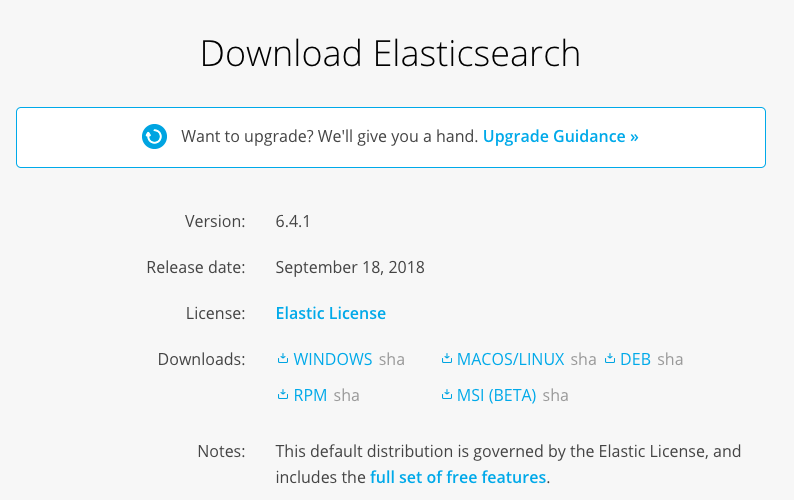 Download Elasticsearch
Want to upgrade? We'll give you a hand. Upgrade Guidance »
Version: 6.4.1
Release date: September 18, 2018
License: Elastic License
Downloads: WINDOWS sha MACOS/LINUX sha DEB sha
RPM sha MSI (BETA) sha
Notes: This default distribution is governed by the Elastic License, and
includes the full set of free features.